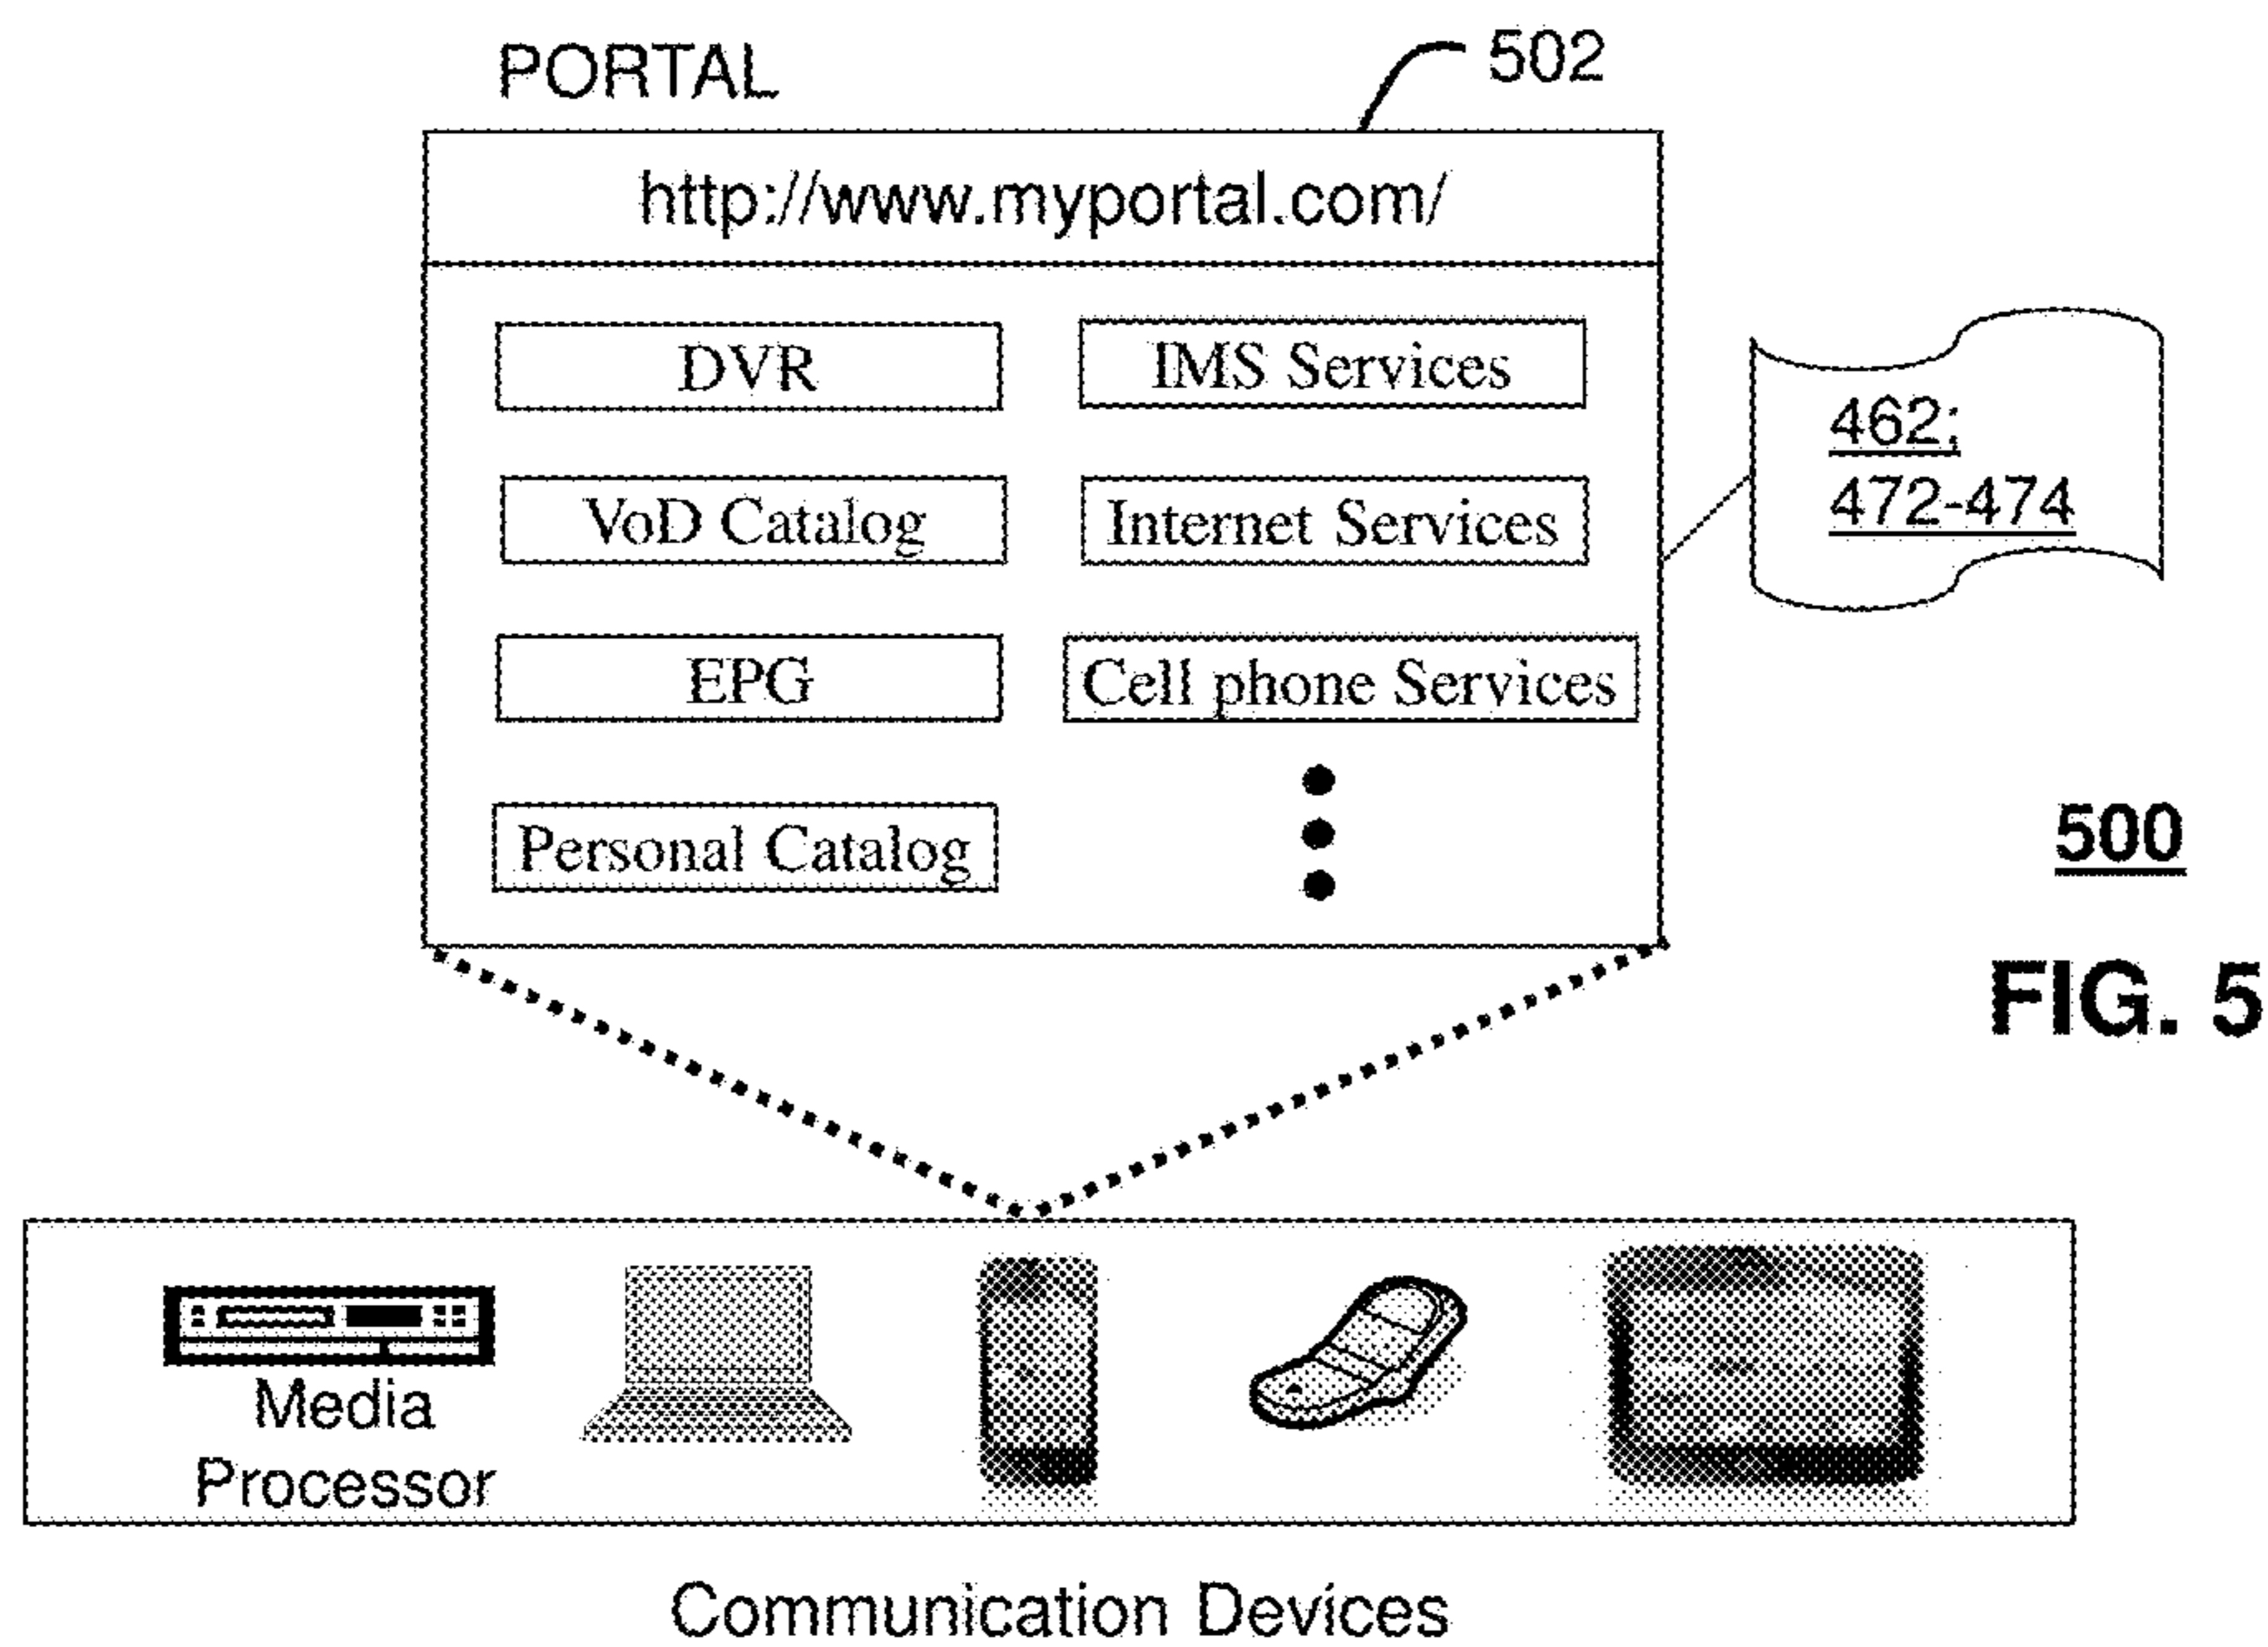 PORTAL
502
http://www.myportal.com/
DVR
IMS Services
VoD Catalog
Internet Services
EPG
Cell phone Services
Personal Catalog
462;
472-474
500
FIG. 5
Media
Processor
Communication Devices